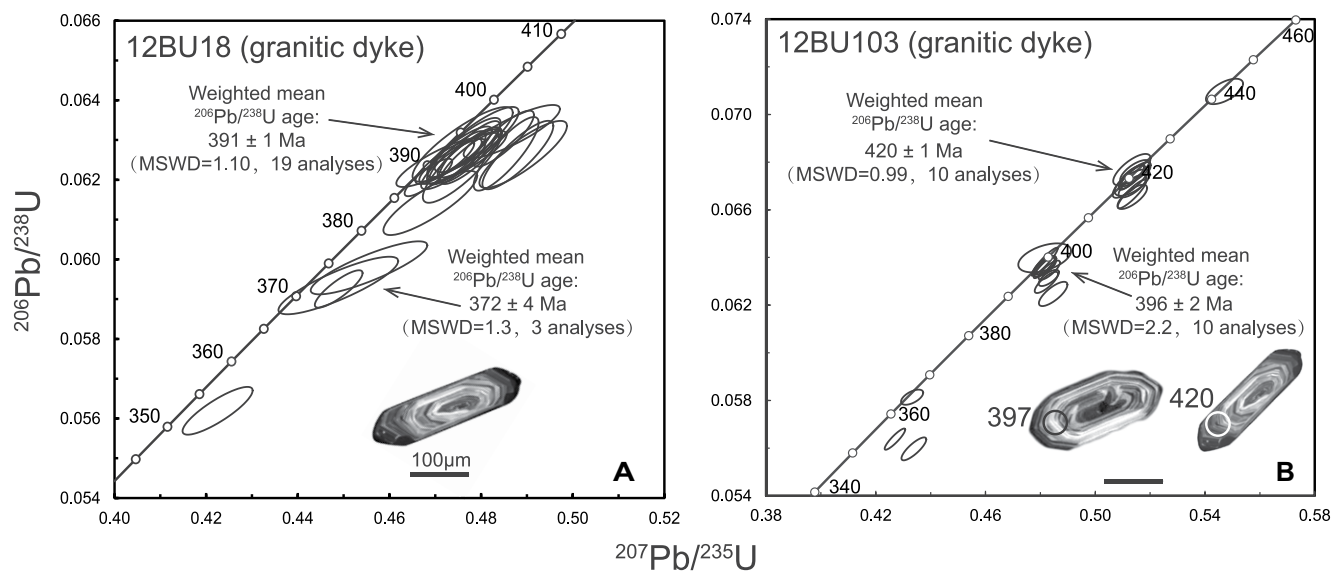 12BU18 (granitic dyke)
Weighted mean
²⁰⁶Pb/²³⁸U age:
391 ± 1 Ma
(MSWD=1.10, 19 analyses)
Weighted mean
²⁰⁶Pb/²³⁸U age:
372 ± 4 Ma
(MSWD=1.3, 3 analyses)
410
400
390
380
370
360
350
100μm
A
0.066
0.064
0.062
0.060
0.058
0.056
0.054
0.40
0.42
0.44
0.46
0.48
0.50
0.52
²⁰⁶Pb/²³⁸U
12BU103 (granitic dyke)
Weighted mean
²⁰⁶Pb/²³⁸U age:
420 ± 1 Ma
(MSWD=0.99, 10 analyses)
Weighted mean
²⁰⁶Pb/²³⁸U age:
396 ± 2 Ma
(MSWD=2.2, 10 analyses)
460
440
420
400
380
360
340
397
420
B
0.074
0.070
0.066
0.062
0.058
0.054
0.38
0.42
0.46
0.50
0.54
0.58
²⁰⁷Pb/²³⁵U